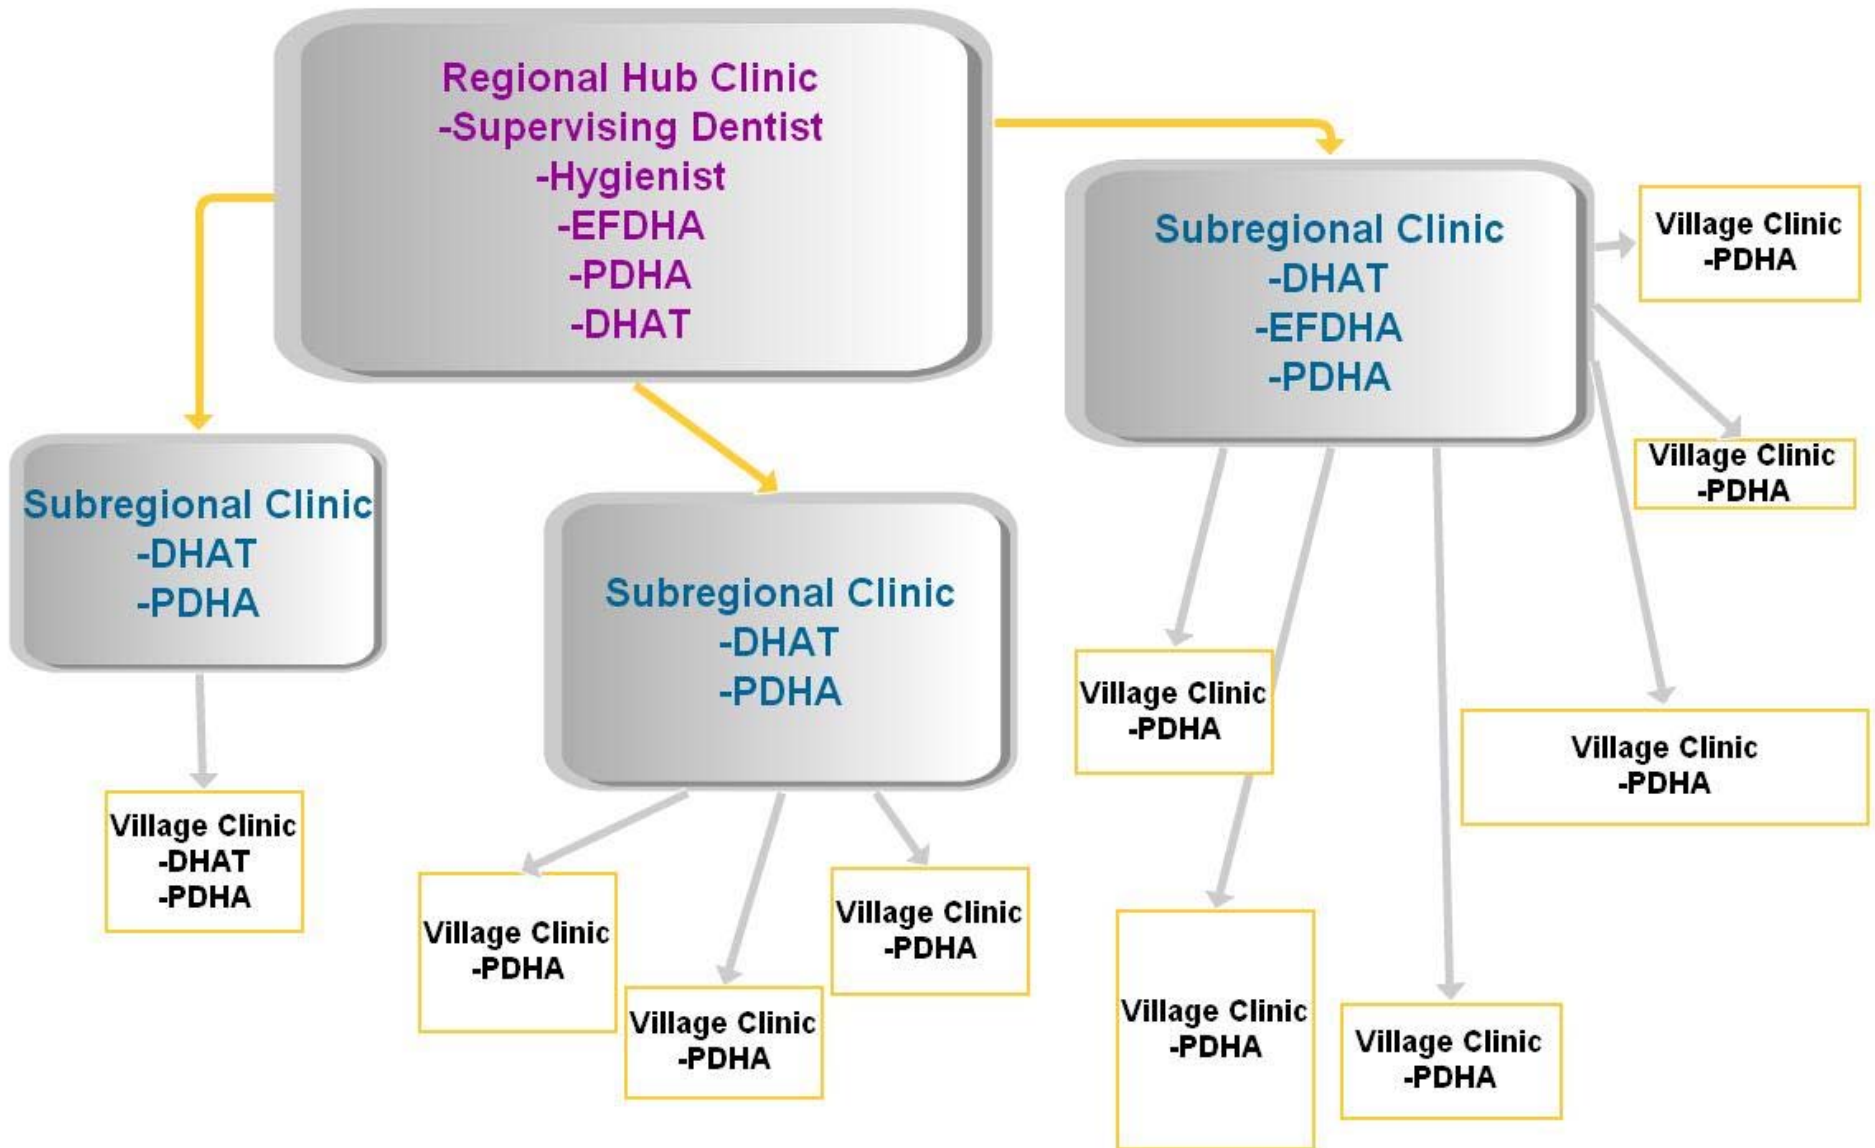 Regional Hub Clinic
-Supervising Dentist
-Hygienist
-EFDHA
-PDHA
-DHAT
Subregional Clinic
-DHAT
-EFDHA
-PDHA
Village Clinic
-PDHA
Village Clinic
-PDHA
Subregional Clinic
-DHAT
-PDHA
Subregional Clinic
-DHAT
-PDHA
Village Clinic
-PDHA
Village Clinic
-PDHA
Village Clinic
-DHAT
-PDHA
Village Clinic
-PDHA
Village Clinic
-PDHA
Village Clinic
-PDHA
Village Clinic
-PDHA
Village Clinic
-PDHA